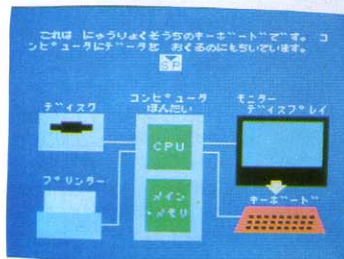 これは にゅうりょくそうちのキーボードです。 コ
ンピュータにデータを おくるのにもちいています。
SP
ディスク
コンピュータ
ほんたい
モニター
ディスプレイ
CPU
プリンター
メイン
・メモリ
キーボード